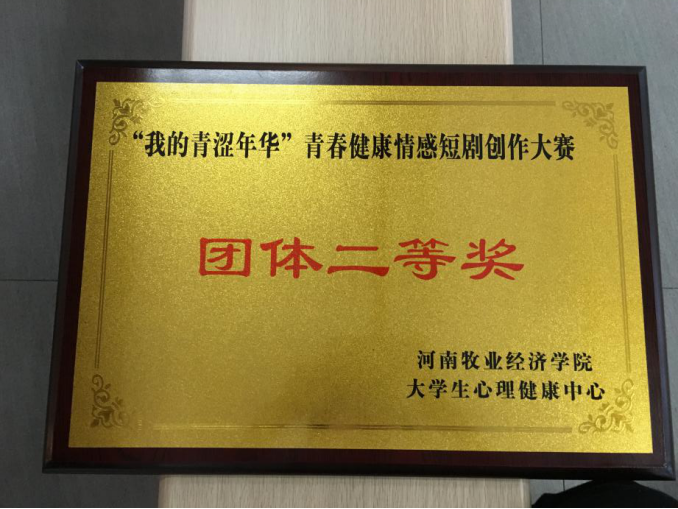 “我的青涩年华”青春健康情感短剧创作大赛
团体二等奖
河南牧业经济学院
大学生心理健康中心